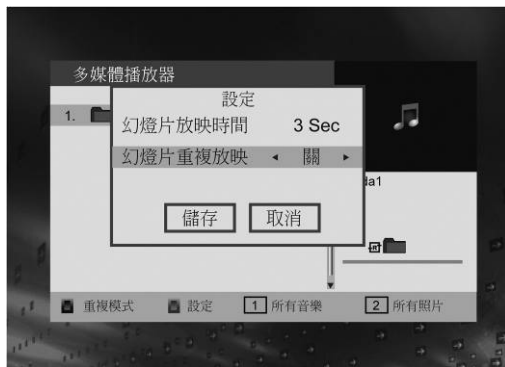 多媒體播放器
設定
1.
幻燈片放映時間 3 Sec
幻燈片重複放映 ◂ 關 ▸
da1
儲存 取消
重複模式 設定 1 所有音樂 2 所有照片